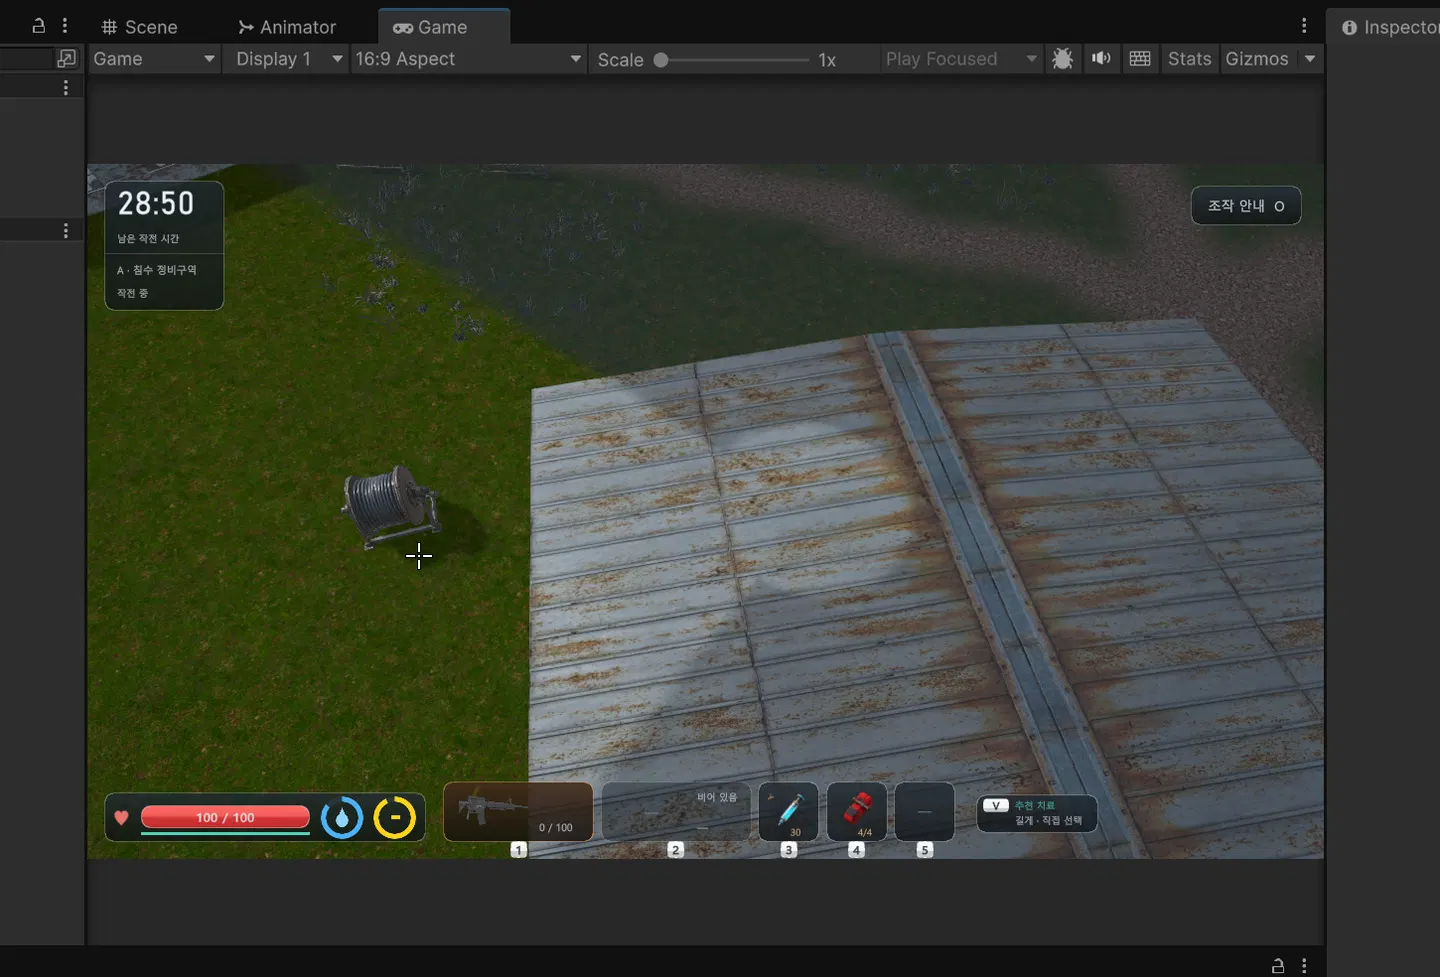 Scene
Animator
Game
Inspector
Game
Display 1
16:9 Aspect
Scale
1x
Play Focused
Stats
Gizmos
28:50
남은 작전 시간
A · 침수 정비구역
작전 중
조작 안내 O
100 / 100
0 / 100
비어 있음
30
4/4
V
추천 치료
길게 · 직접 선택
1
2
3
4
5